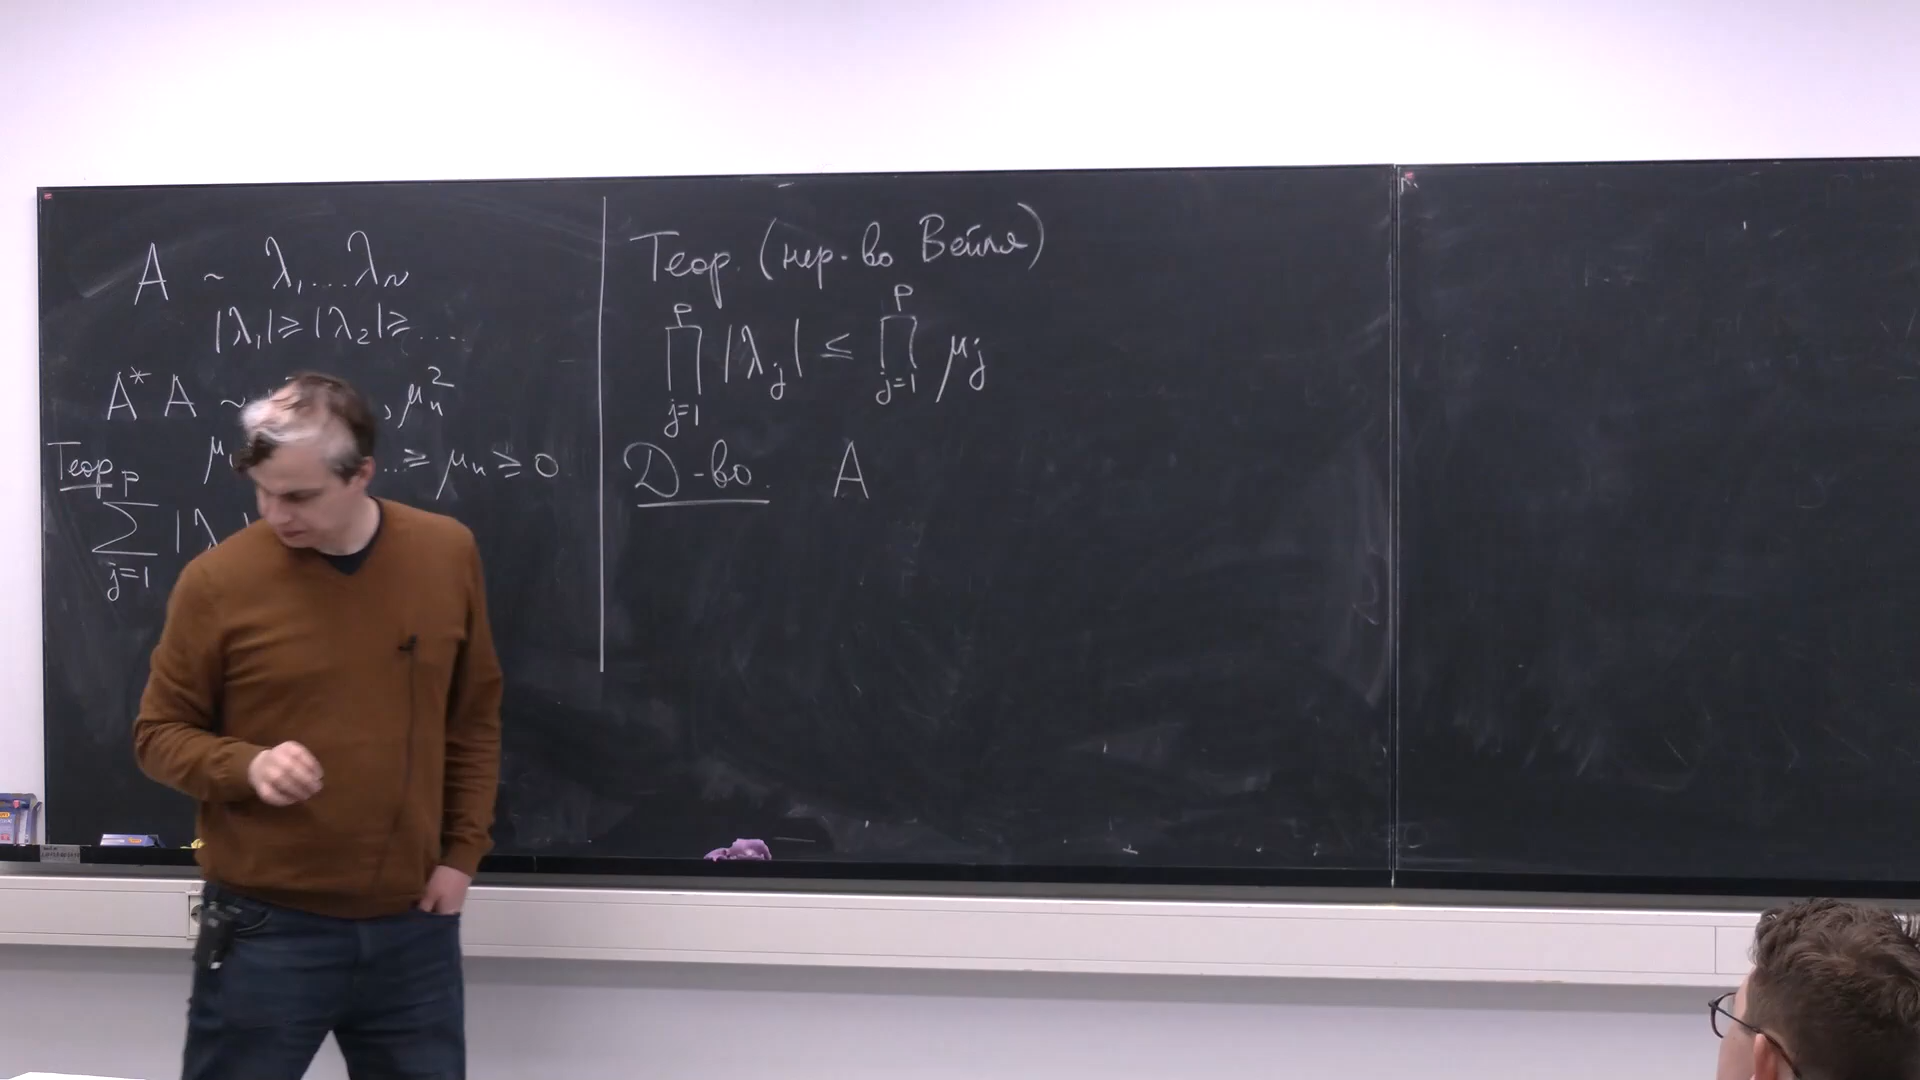 A ~ λ₁...λₙ
|λ₁| ≥ |λ₂| ≥ ....
A* A ~ , μₙ²
μ ...≥ μₙ ≥ 0
Теор
p
∑ |λ
j=1
Теор. (нер-во Вейля)
p p
∏ |λⱼ| ≤ ∏ μⱼ
j=1 j=1
Д-во. A